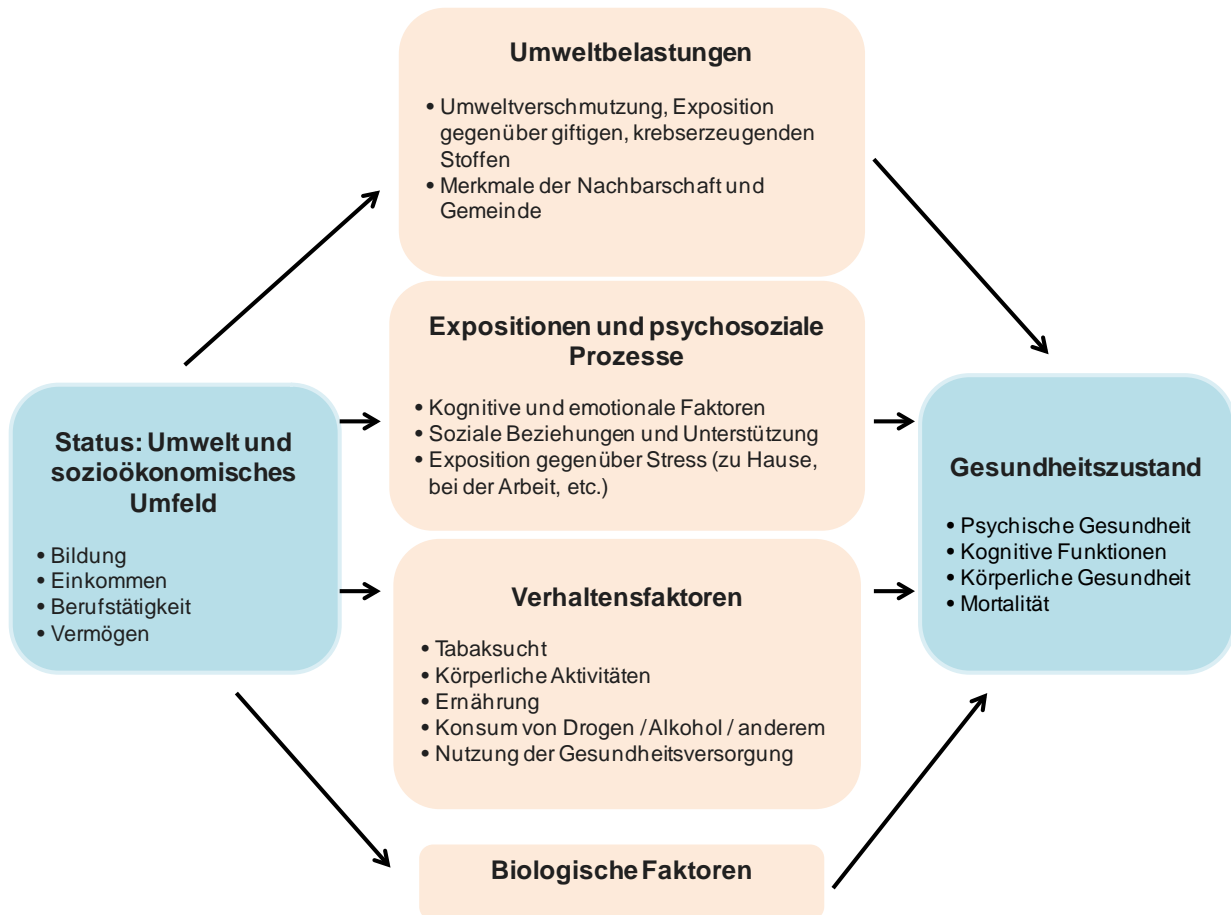 Umweltbelastungen
• Umweltverschmutzung, Exposition
gegenüber giftigen, krebserzeugenden
Stoffen
• Merkmale der Nachbarschaft und
Gemeinde
Expositionen und psychosoziale
Prozesse
• Kognitive und emotionale Faktoren
• Soziale Beziehungen und Unterstützung
• Exposition gegenüber Stress (zu Hause,
bei der Arbeit, etc.)
Status: Umwelt und
sozioökonomisches
Umfeld
• Bildung
• Einkommen
• Berufstätigkeit
• Vermögen
Verhaltensfaktoren
• Tabaksucht
• Körperliche Aktivitäten
• Ernährung
• Konsum von Drogen / Alkohol / anderem
• Nutzung der Gesundheitsversorgung
Gesundheitszustand
• Psychische Gesundheit
• Kognitive Funktionen
• Körperliche Gesundheit
• Mortalität
Biologische Faktoren